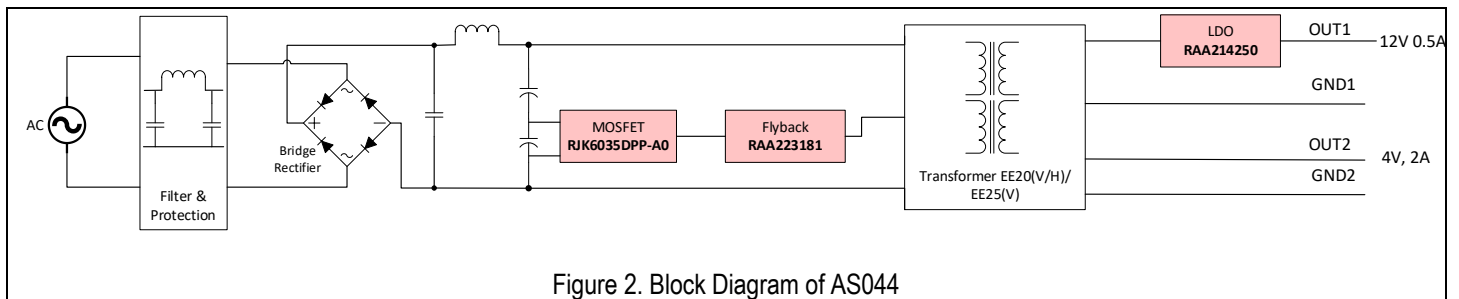 AC
Filter &
Protection
Bridge
Rectifier
MOSFET
RJK6035DPP-A0
Flyback
RAA223181
Transformer EE20(V/H)/
EE25(V)
LDO
RAA214250
OUT1
12V 0.5A
GND1
OUT2
4V, 2A
GND2
Figure 2. Block Diagram of AS044